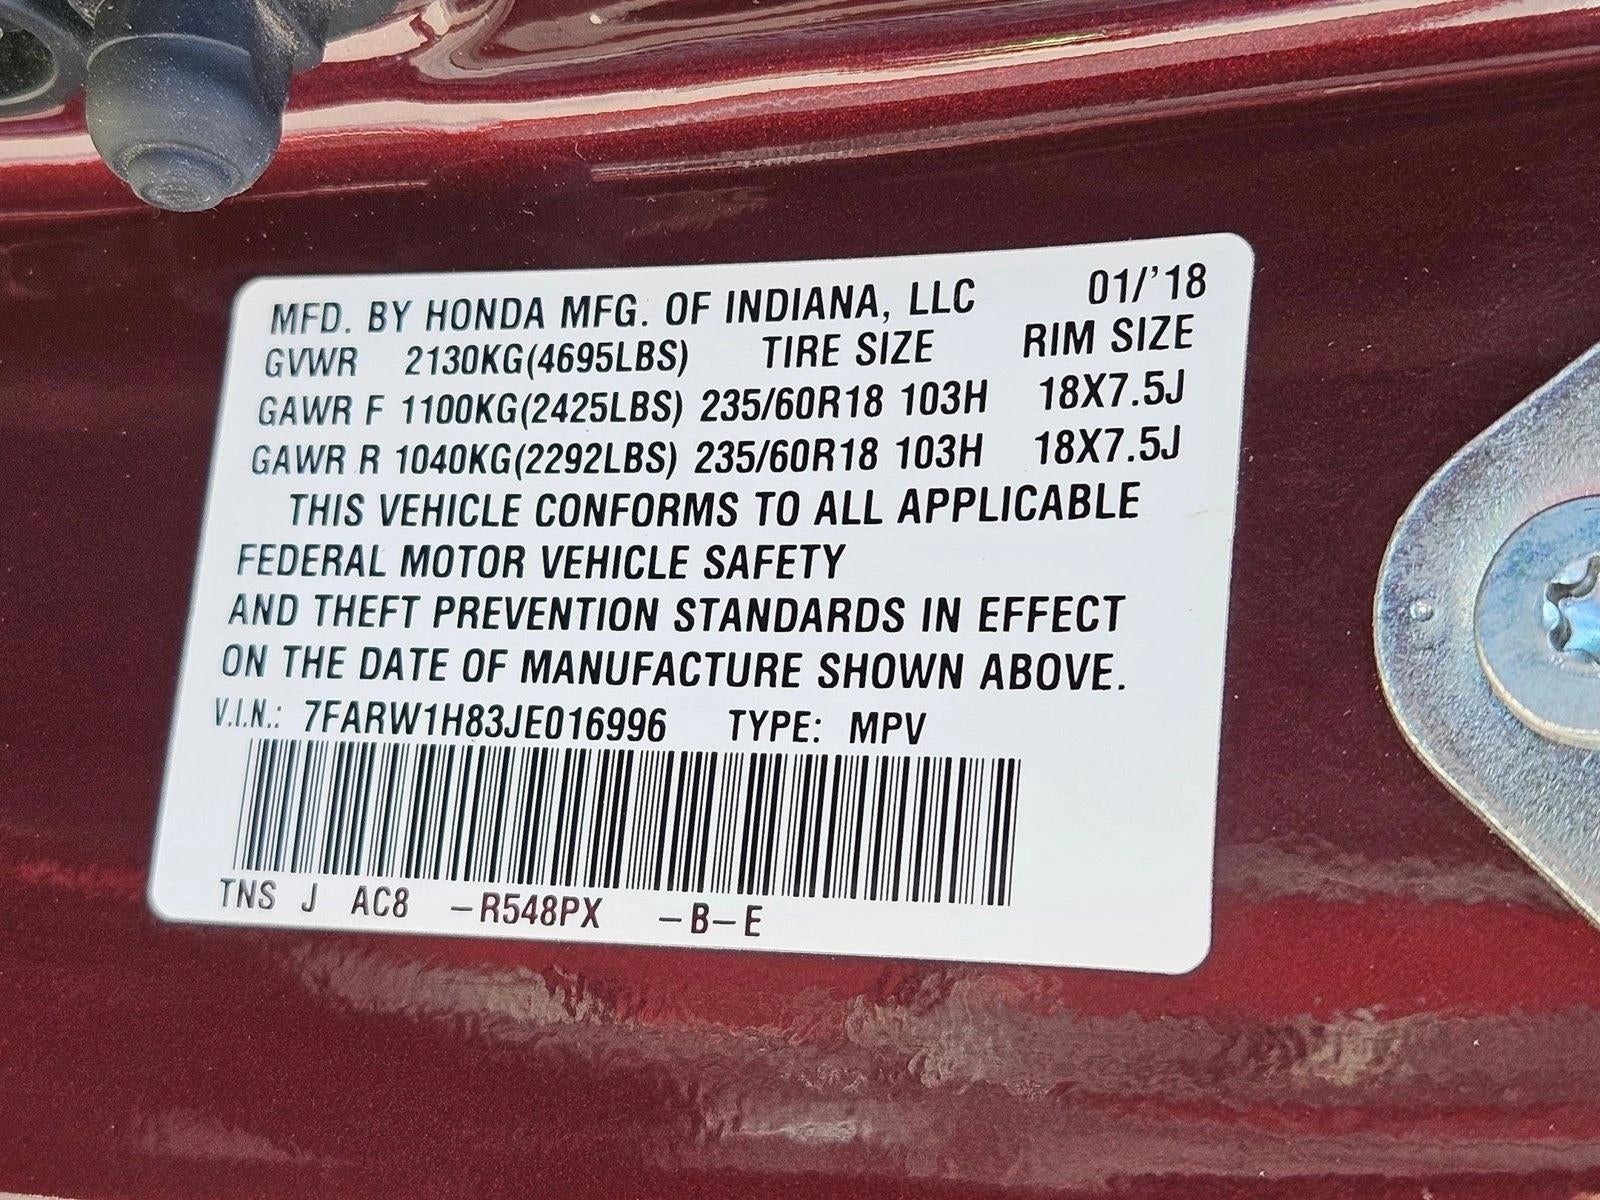 MFD. BY HONDA MFG. OF INDIANA, LLC 01/'18
GVWR 2130KG(4695LBS) TIRE SIZE RIM SIZE
GAWR F 1100KG(2425LBS) 235/60R18 103H 18X7.5J
GAWR R 1040KG(2292LBS) 235/60R18 103H 18X7.5J
THIS VEHICLE CONFORMS TO ALL APPLICABLE
FEDERAL MOTOR VEHICLE SAFETY
AND THEFT PREVENTION STANDARDS IN EFFECT
ON THE DATE OF MANUFACTURE SHOWN ABOVE.
V.I.N.: 7FARW1H83JE016996 TYPE: MPV
TNS J AC8 -R548PX -B-E